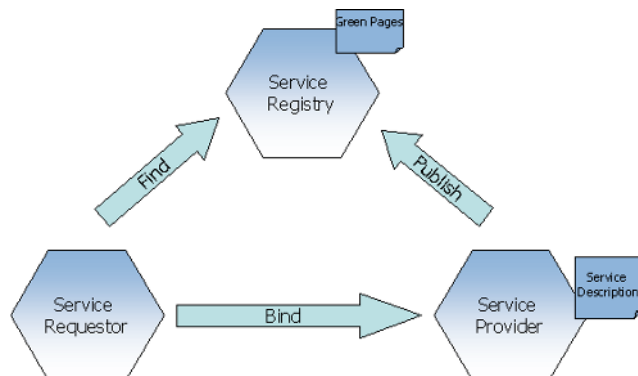 Green Pages
Service
Registry
Find
Publish
Service
Requestor
Bind
Service
Provider
Service
Description